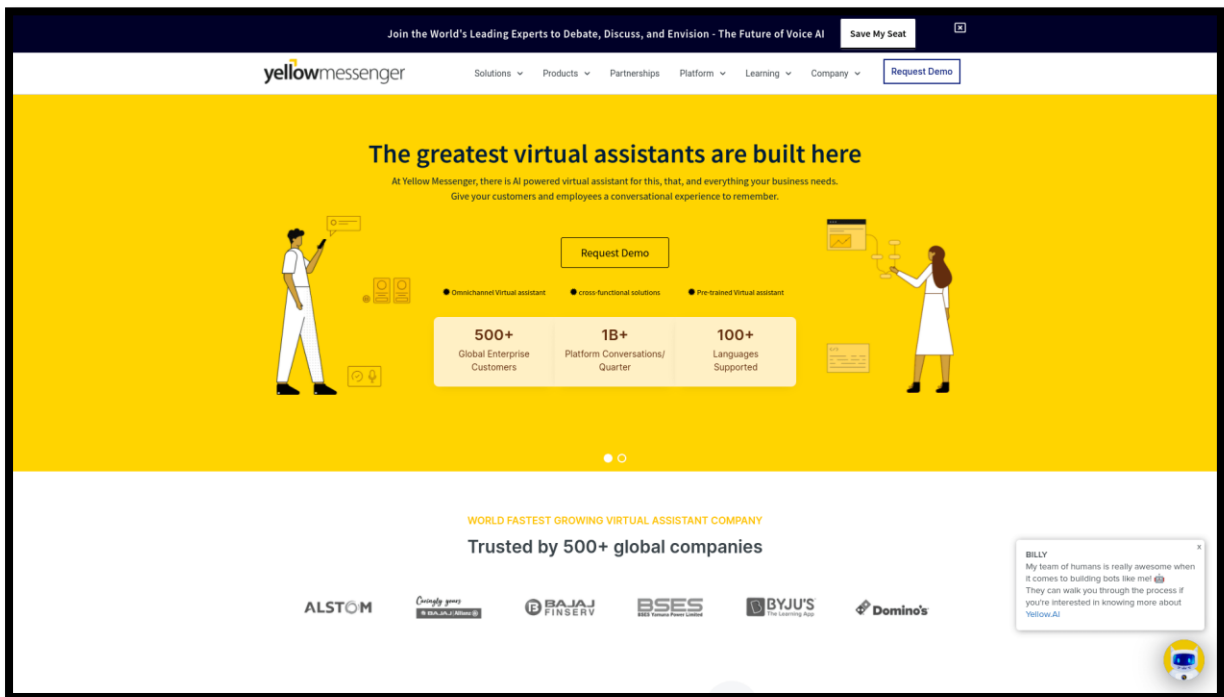 Join the World's Leading Experts to Debate, Discuss, and Envision - The Future of Voice AI
Save My Seat
yellowmessenger
Solutions
Products
Partnerships
Platform
Learning
Company
Request Demo
The greatest virtual assistants are built here
At Yellow Messenger, there is AI powered virtual assistant for this, that, and everything your business needs.
Give your customers and employees a conversational experience to remember.
Request Demo
Omnichannel Virtual assistant
cross-functional solutions
Pre-trained Virtual assistant
500+
Global Enterprise
Customers
1B+
Platform Conversations/
Quarter
100+
Languages
Supported
WORLD FASTEST GROWING VIRTUAL ASSISTANT COMPANY
Trusted by 500+ global companies
ALSTOM
Caringly yours
BAJAJ Allianz
BAJAJ
FINSERV
BSES
BSES Yamuna Power Limited
BYJU'S
The Learning App
Domino's
x
BILLY
My team of humans is really awesome when
it comes to building bots like me! 🤖
They can walk you through the process if
you're interested in knowing more about
Yellow.AI